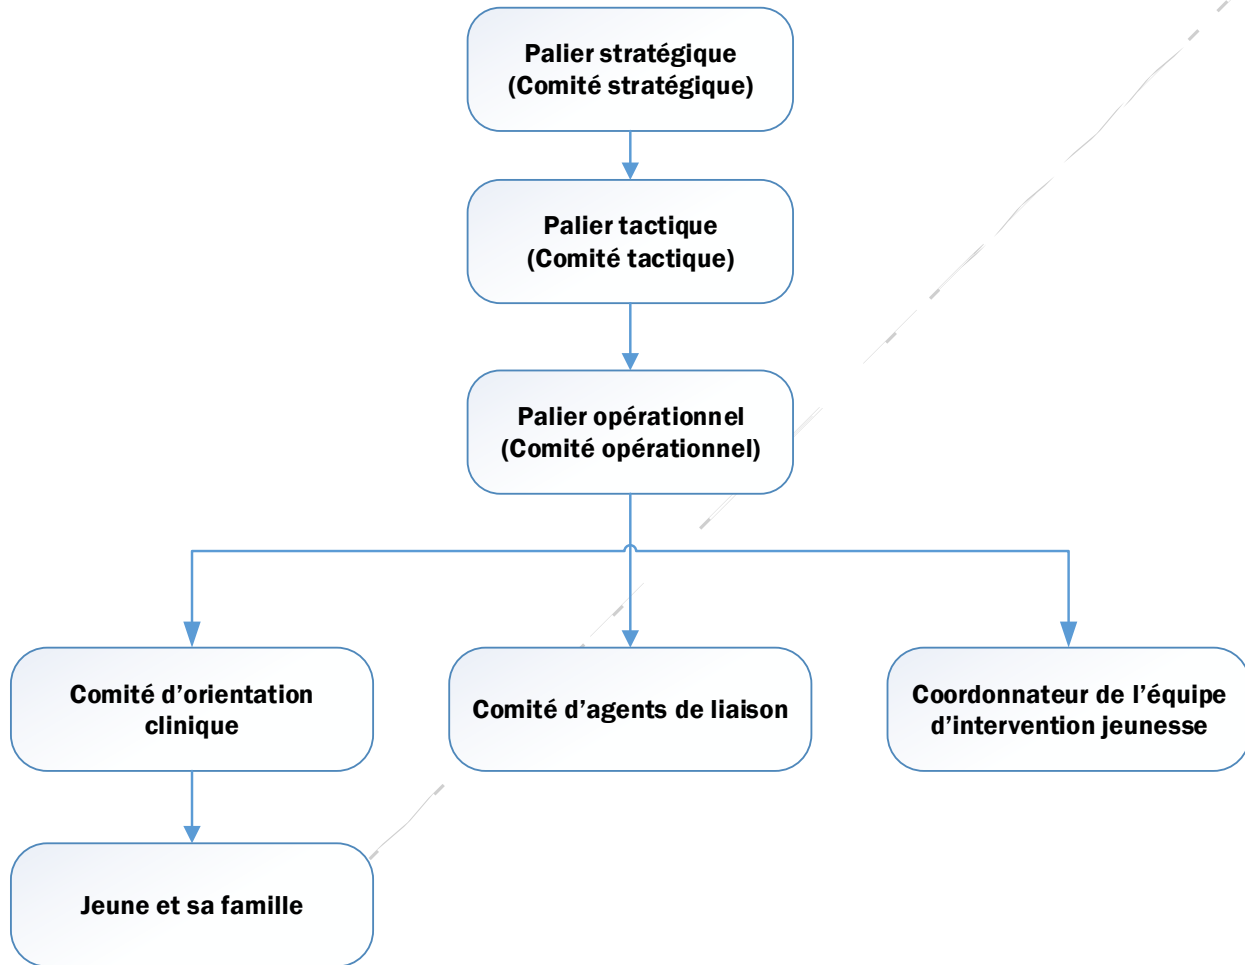 Palier stratégique
(Comité stratégique)
Palier tactique
(Comité tactique)
Palier opérationnel
(Comité opérationnel)
Comité d’orientation
clinique
Comité d’agents de liaison
Coordonnateur de l’équipe
d’intervention jeunesse
Jeune et sa famille